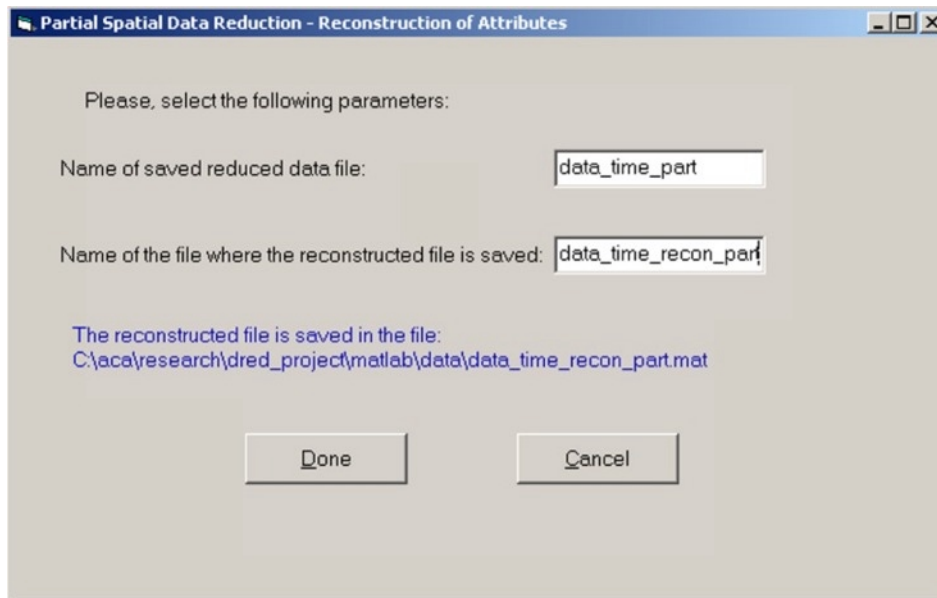 Partial Spatial Data Reduction - Reconstruction of Attributes
Please, select the following parameters:
Name of saved reduced data file: data_time_part
Name of the file where the reconstructed file is saved: data_time_recon_part
The reconstructed file is saved in the file:
C:\aca\research\dred_project\matlab\data\data_time_recon_part.mat
Done Cancel